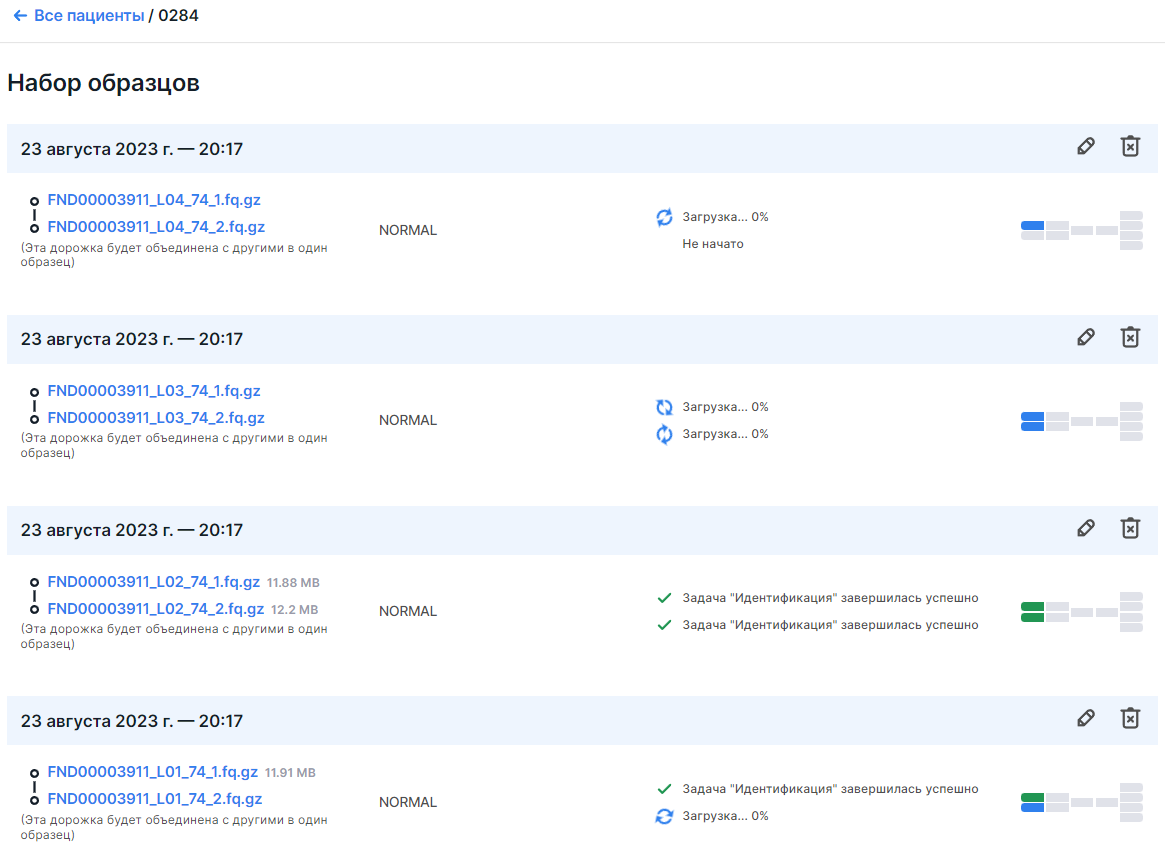 ← Все пациенты / 0284
Набор образцов
23 августа 2023 г. — 20:17
FND00003911_L04_74_1.fq.gz
FND00003911_L04_74_2.fq.gz
(Эта дорожка будет объединена с другими в один
образец)
NORMAL
Загрузка... 0%
Не начато
23 августа 2023 г. — 20:17
FND00003911_L03_74_1.fq.gz
FND00003911_L03_74_2.fq.gz
(Эта дорожка будет объединена с другими в один
образец)
NORMAL
Загрузка... 0%
Загрузка... 0%
23 августа 2023 г. — 20:17
FND00003911_L02_74_1.fq.gz 11.88 MB
FND00003911_L02_74_2.fq.gz 12.2 MB
(Эта дорожка будет объединена с другими в один
образец)
NORMAL
Задача "Идентификация" завершилась успешно
Задача "Идентификация" завершилась успешно
23 августа 2023 г. — 20:17
FND00003911_L01_74_1.fq.gz 11.91 MB
FND00003911_L01_74_2.fq.gz
(Эта дорожка будет объединена с другими в один
образец)
NORMAL
Задача "Идентификация" завершилась успешно
Загрузка... 0%